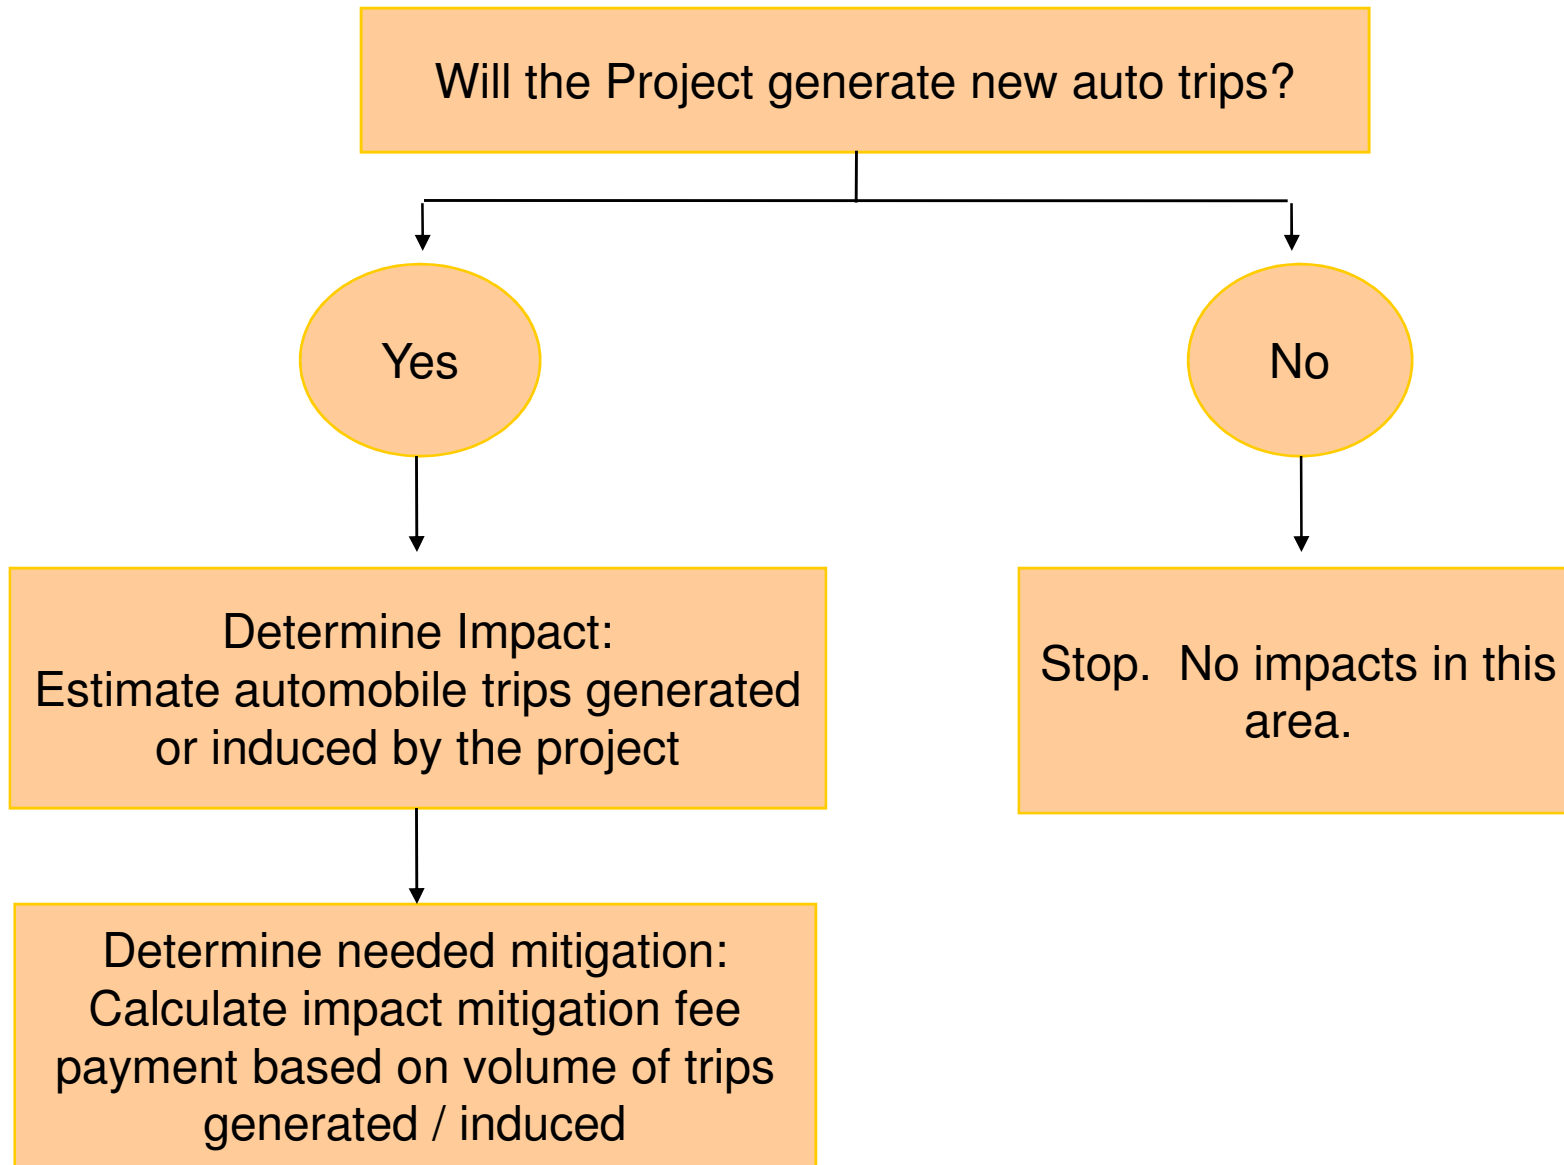 Will the Project generate new auto trips?
Yes
No
Determine Impact:
Estimate automobile trips generated
or induced by the project
Stop.  No impacts in this
area.
Determine needed mitigation:
Calculate impact mitigation fee
payment based on volume of trips
generated / induced